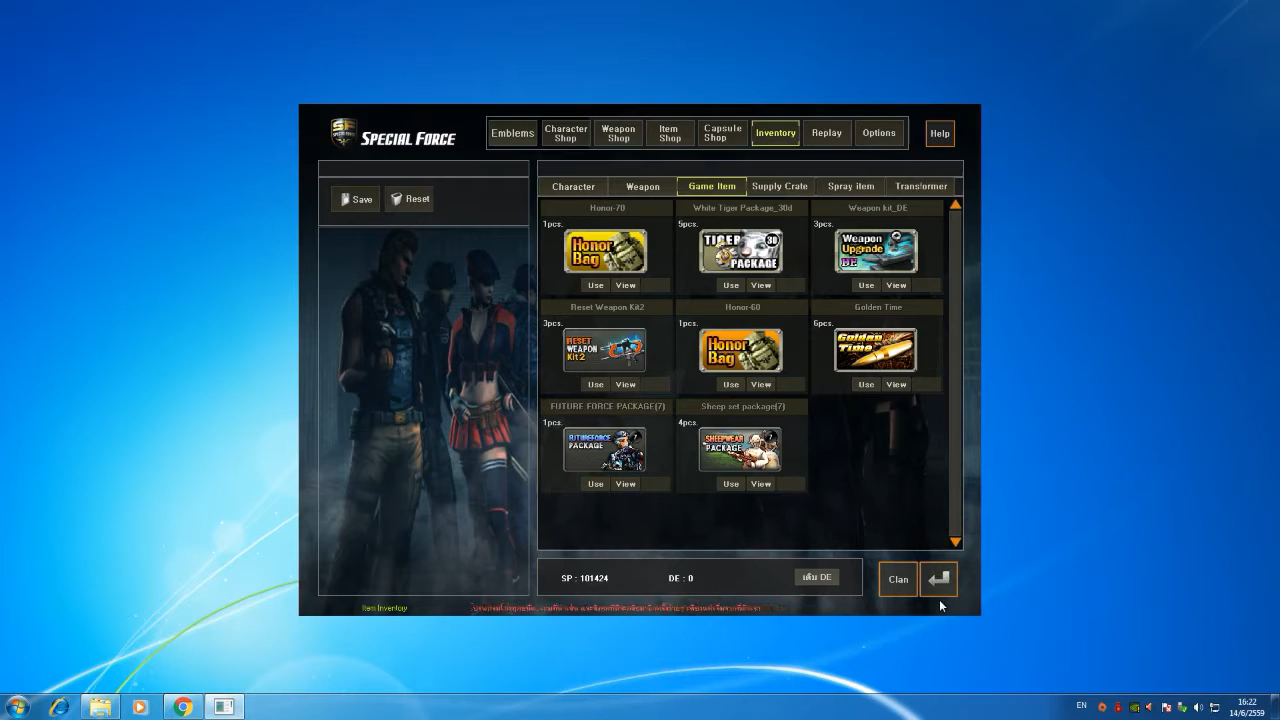 SPECIAL FORCE
Emblems
Character Shop
Weapon Shop
Item Shop
Capsule Shop
Inventory
Replay
Options
Help
Save
Reset
Character
Weapon
Game Item
Supply Crate
Spray item
Transformer
Honor-70
White Tiger Package_30d
Weapon kit_DE
1pcs.
5pcs.
3pcs.
Honor Bag
TIGER 30 PACKAGE
Weapon Upgrade DE
Use View
Use View
Use View
Reset Weapon Kit2
Honor-60
Golden Time
3pcs.
1pcs.
6pcs.
RESET WEAPON Kit 2
Honor Bag
Golden Time
Use View
Use View
Use View
FUTURE FORCE PACKAGE(7)
Sheep set package(7)
1pcs.
4pcs.
FUTUREFORCE PACKAGE
SHEEPWEAR PACKAGE
Use View
Use View
SP : 101424
DE : 0
เติม DE
Clan
Item Inventory
EN
16:22
14/6/2559